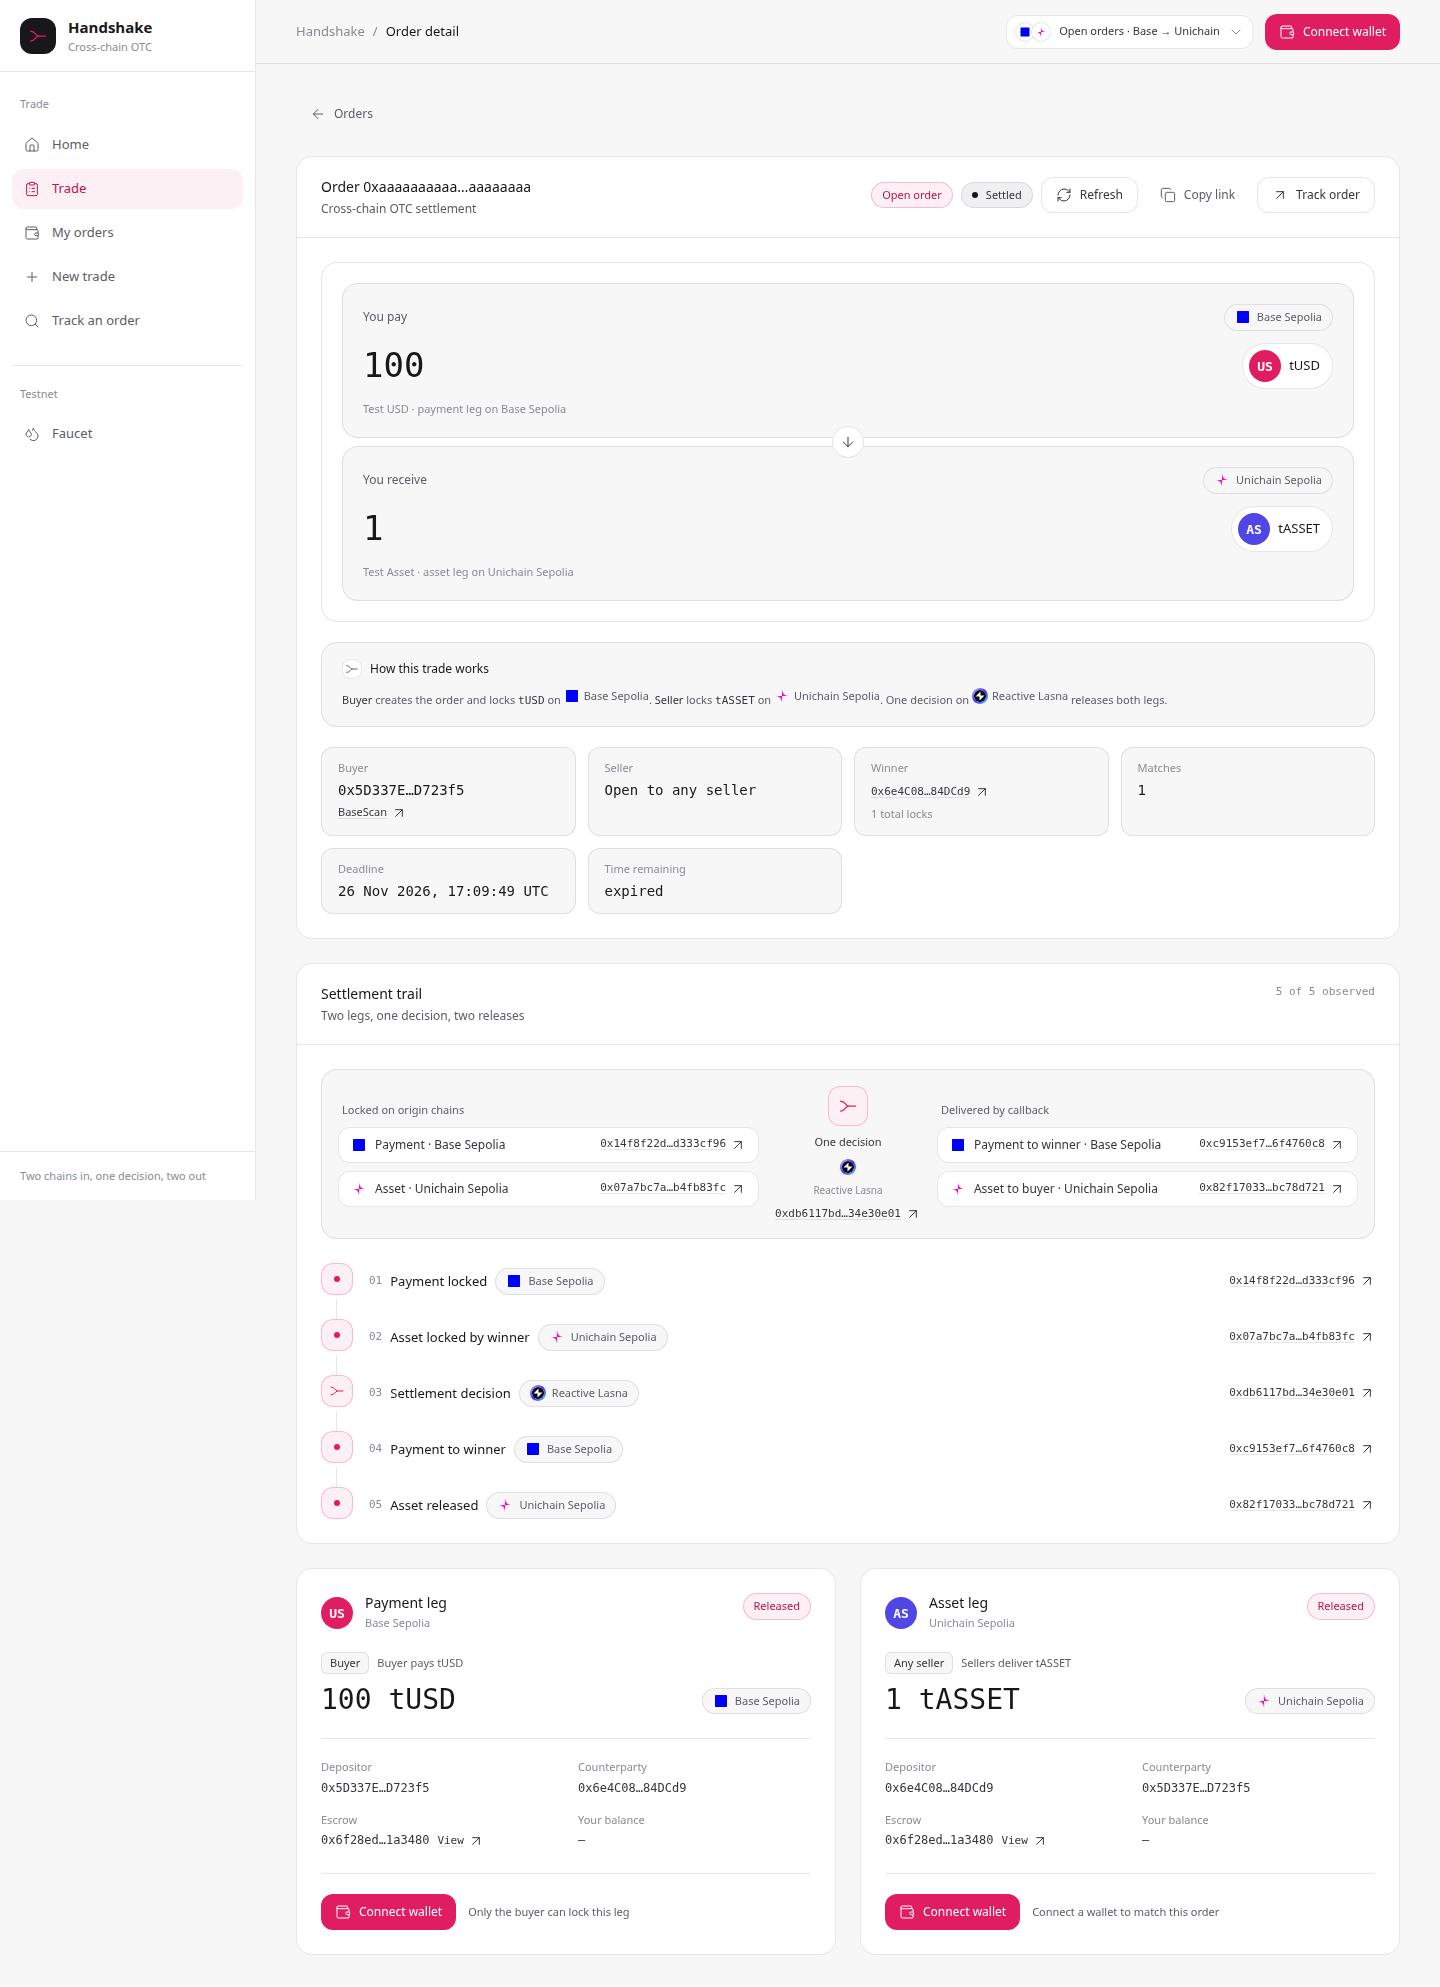 Handshake
Cross-chain OTC
Trade
Home
Trade
My orders
New trade
Track an order
Testnet
Faucet
Two chains in, one decision, two out
Handshake / Order detail
Open orders · Base → Unichain
Connect wallet
Orders
Order 0xaaaaaaaaaa…aaaaaaaa
Cross-chain OTC settlement
Open order
Settled
Refresh
Copy link
Track order
You pay
Base Sepolia
100
US tUSD
Test USD · payment leg on Base Sepolia
You receive
Unichain Sepolia
1
AS tASSET
Test Asset · asset leg on Unichain Sepolia
How this trade works
Buyer creates the order and locks tUSD on Base Sepolia. Seller locks tASSET on Unichain Sepolia. One decision on Reactive Lasna releases both legs.
Buyer
0x5D337E…D723f5
BaseScan
Seller
Open to any seller
Winner
0x6e4C08…84DCd9
1 total locks
Matches
1
Deadline
26 Nov 2026, 17:09:49 UTC
Time remaining
expired
Settlement trail
Two legs, one decision, two releases
5 of 5 observed
Locked on origin chains
Payment · Base Sepolia 0x14f8f22d…d333cf96
Asset · Unichain Sepolia 0x07a7bc7a…b4fb83fc
One decision
Reactive Lasna
0xdb6117bd…34e30e01
Delivered by callback
Payment to winner · Base Sepolia 0xc9153ef7…6f4760c8
Asset to buyer · Unichain Sepolia 0x82f17033…bc78d721
01 Payment locked Base Sepolia 0x14f8f22d…d333cf96
02 Asset locked by winner Unichain Sepolia 0x07a7bc7a…b4fb83fc
03 Settlement decision Reactive Lasna 0xdb6117bd…34e30e01
04 Payment to winner Base Sepolia 0xc9153ef7…6f4760c8
05 Asset released Unichain Sepolia 0x82f17033…bc78d721
US Payment leg
Base Sepolia
Released
Buyer Buyer pays tUSD
100 tUSD
Base Sepolia
Depositor
0x5D337E…D723f5
Counterparty
0x6e4C08…84DCd9
Escrow
0x6f28ed…1a3480 View
Your balance
—
Connect wallet
Only the buyer can lock this leg
AS Asset leg
Unichain Sepolia
Released
Any seller Sellers deliver tASSET
1 tASSET
Unichain Sepolia
Depositor
0x6e4C08…84DCd9
Counterparty
0x5D337E…D723f5
Escrow
0x6f28ed…1a3480 View
Your balance
—
Connect wallet
Connect a wallet to match this order